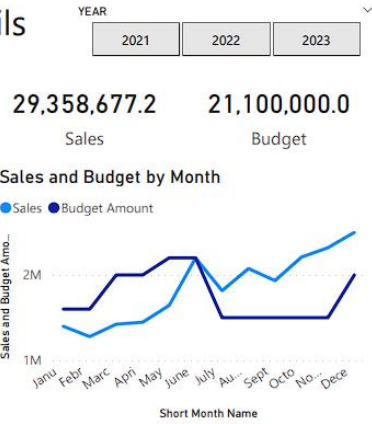 ils
YEAR
2021 2022 2023
29,358,677.2 21,100,000.0
Sales Budget
Sales and Budget by Month
Sales Budget Amount
Sales and Budget Amo...
2M
1M
Janu Febr Marc Apri May June July Au... Sept Octo No... Dece
Short Month Name